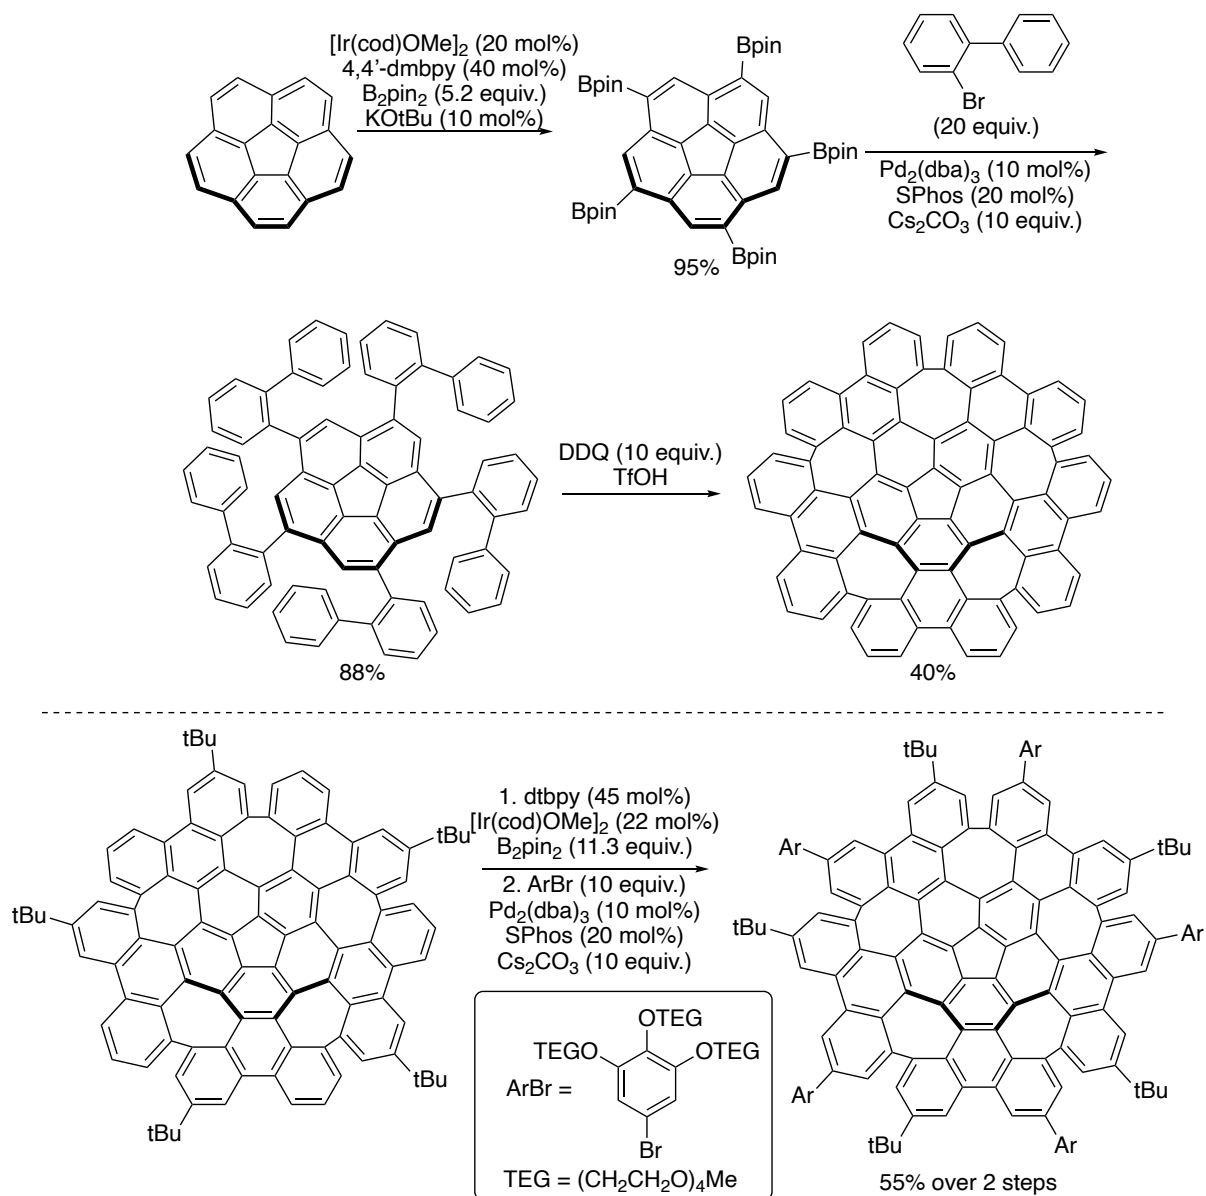 [Ir(cod)OMe]2 (20 mol%)
4,4'-dmbpy (40 mol%)
B2pin2 (5.2 equiv.)
KOtBu (10 mol%)
Bpin
Bpin
Bpin
Bpin
Bpin
95%
Br
(20 equiv.)
Pd2(dba)3 (10 mol%)
SPhos (20 mol%)
Cs2CO3 (10 equiv.)
88%
DDQ (10 equiv.)
TfOH
40%
tBu
tBu
tBu
tBu
tBu
1. dtbpy (45 mol%)
[Ir(cod)OMe]2 (22 mol%)
B2pin2 (11.3 equiv.)
2. ArBr (10 equiv.)
Pd2(dba)3 (10 mol%)
SPhos (20 mol%)
Cs2CO3 (10 equiv.)
OTEG
TEGO
OTEG
ArBr =
Br
TEG = (CH2CH2O)4Me
tBu
Ar
Ar
tBu
tBu
Ar
Ar
tBu
tBu
Ar
55% over 2 steps